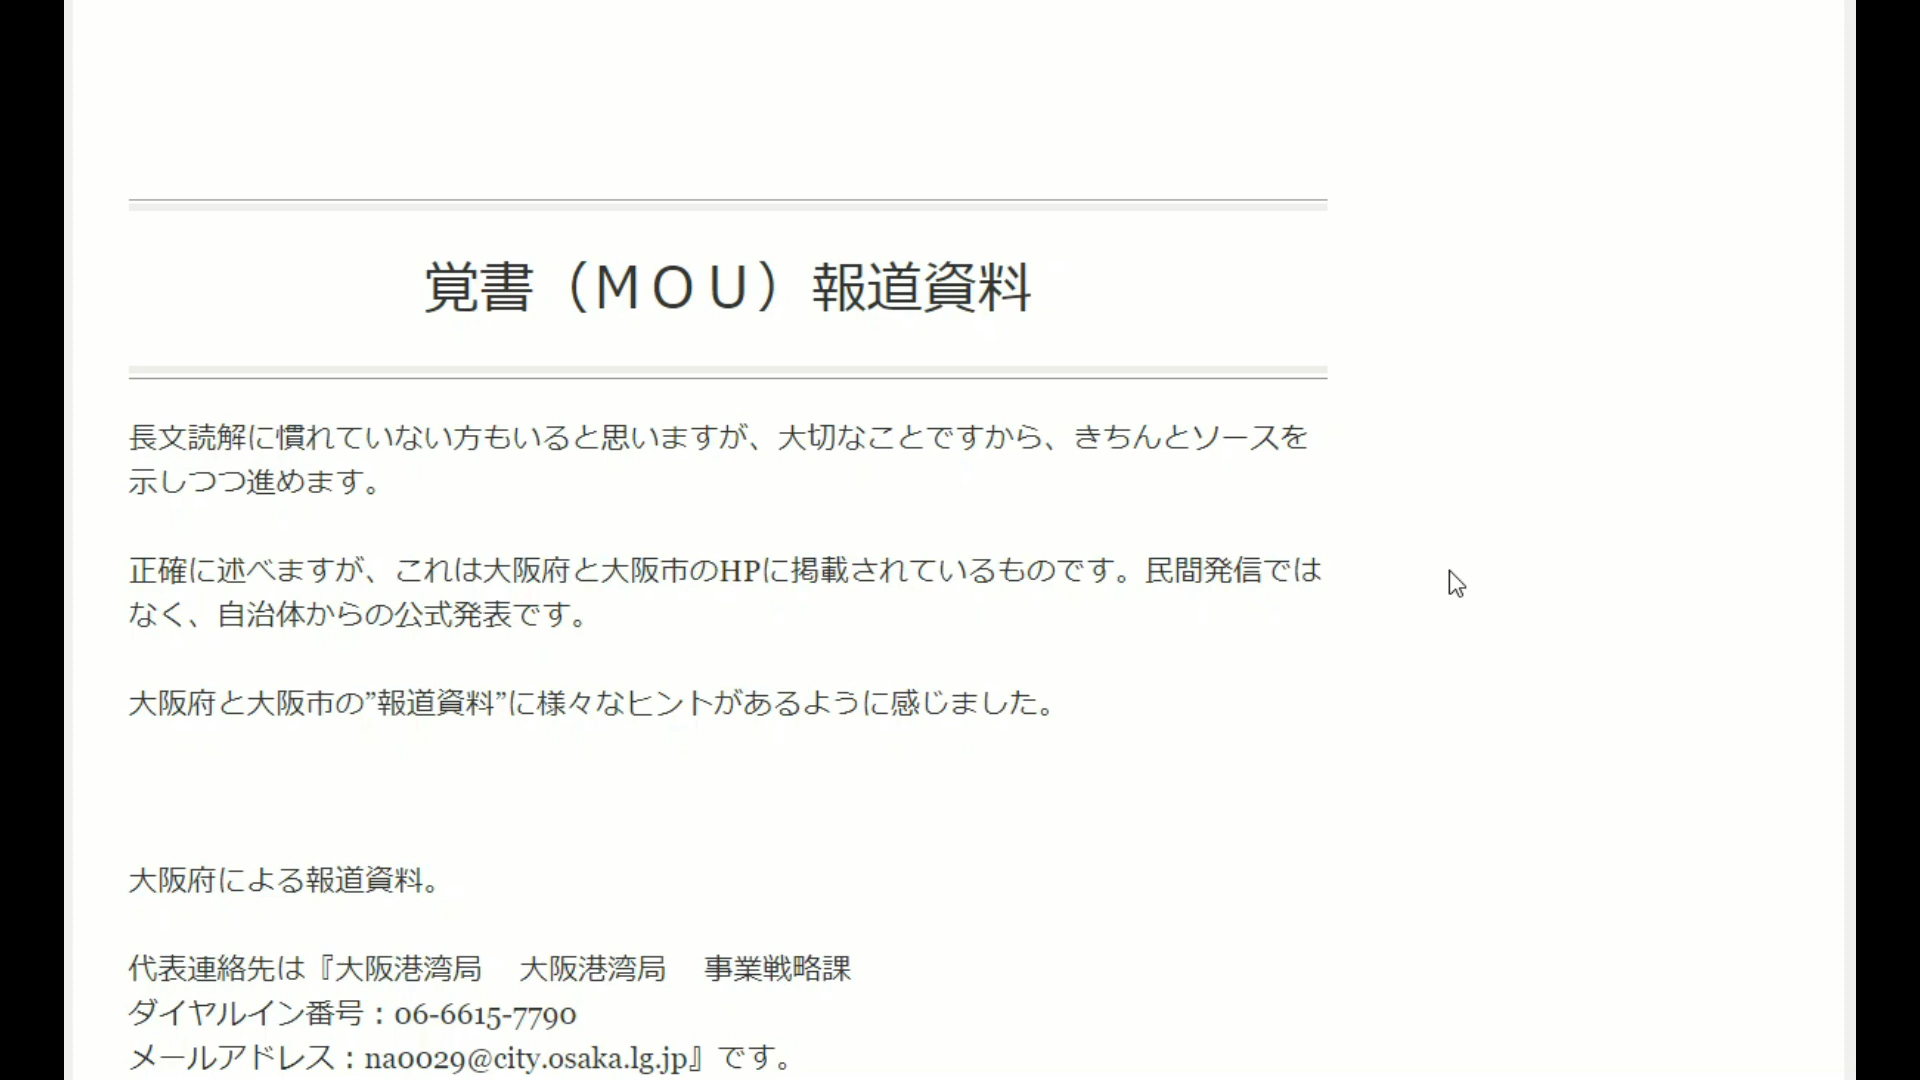 覚書（ＭＯＵ）報道資料
長文読解に慣れていない方もいると思いますが、大切なことですから、きちんとソースを
示しつつ進めます。
正確に述べますが、これは大阪府と大阪市のHPに掲載されているものです。民間発信では
なく、自治体からの公式発表です。
大阪府と大阪市の”報道資料”に様々なヒントがあるように感じました。
大阪府による報道資料。
代表連絡先は『大阪港湾局　大阪港湾局　事業戦略課
ダイヤルイン番号：06-6615-7790
メールアドレス：na0029@city.osaka.lg.jp』です。